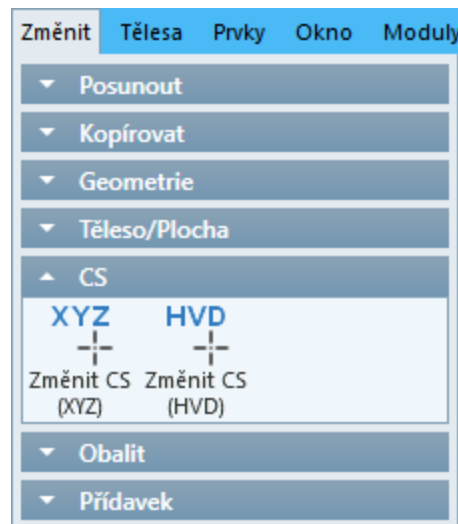 Změnit Tělesa Prvky Okno Moduly
Posunout
Kopírovat
Geometrie
Těleso/Plocha
CS
XYZ HVD
Změnit CS Změnit CS
(XYZ) (HVD)
Obalit
Přídavek